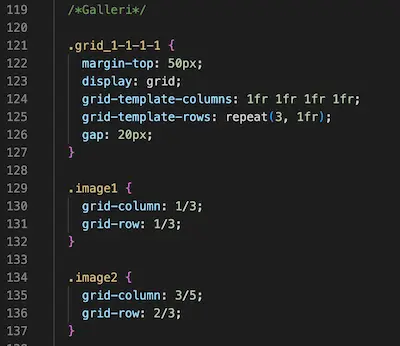 119 /*Galleri*/
120
121 .grid_1-1-1-1 {
122 margin-top: 50px;
123 display: grid;
124 grid-template-columns: 1fr 1fr 1fr 1fr;
125 grid-template-rows: repeat(3, 1fr);
126 gap: 20px;
127 }
128
129 .image1 {
130 grid-column: 1/3;
131 grid-row: 1/3;
132 }
133
134 .image2 {
135 grid-column: 3/5;
136 grid-row: 2/3;
137 }